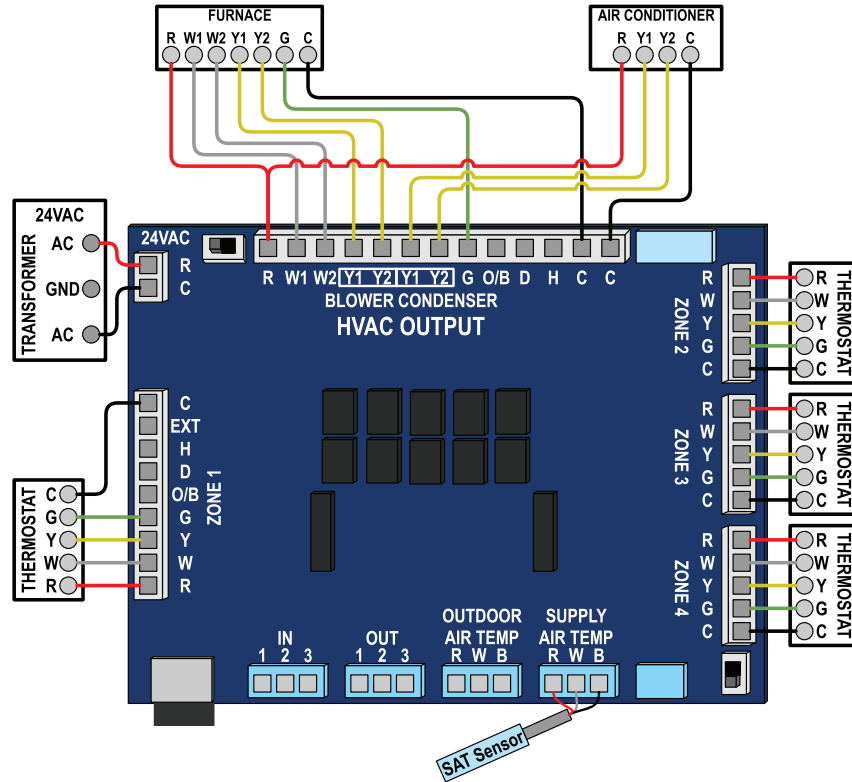 FURNACE
R W1 W2 Y1 Y2 G C
AIR CONDITIONER
R Y1 Y2 C
24VAC
AC
GND
AC
TRANSFORMER
24VAC
R
C
R W1 W2 Y1 Y2 Y1 Y2 G O/B D H C C
BLOWER CONDENSER
HVAC OUTPUT
C
EXT
H
D
O/B
G
Y
W
R
ZONE 1
THERMOSTAT
C
G
Y
W
R
R
W
Y
G
C
ZONE 2
R
W
Y
G
C
THERMOSTAT
R
W
Y
G
C
ZONE 3
R
W
Y
G
C
THERMOSTAT
R
W
Y
G
C
ZONE 4
R
W
Y
G
C
THERMOSTAT
IN
1 2 3
OUT
1 2 3
OUTDOOR
AIR TEMP
R W B
SUPPLY
AIR TEMP
R W B
SAT Sensor